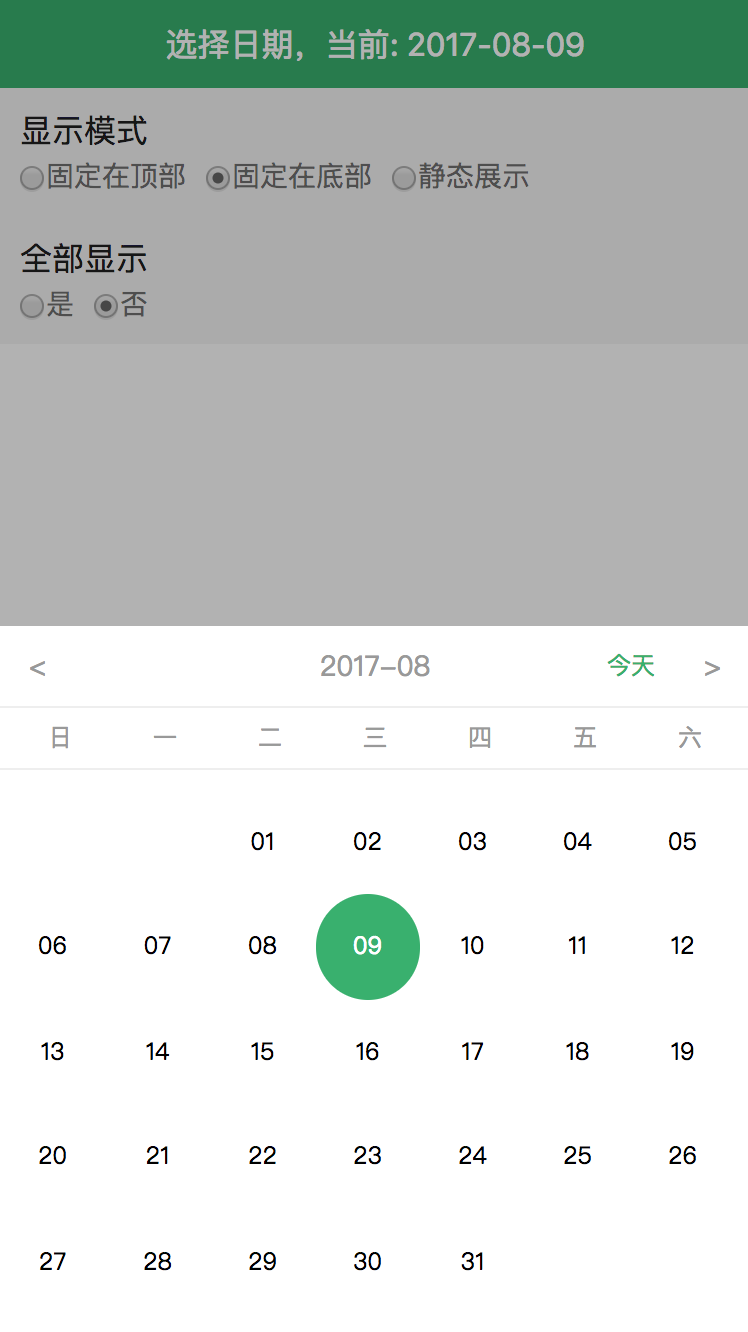 选择日期，当前: 2017-08-09
显示模式
固定在顶部 固定在底部 静态展示
全部显示
是 否
< 2017-08 今天 >
日 一 二 三 四 五 六
01 02 03 04 05
06 07 08 09 10 11 12
13 14 15 16 17 18 19
20 21 22 23 24 25 26
27 28 29 30 31